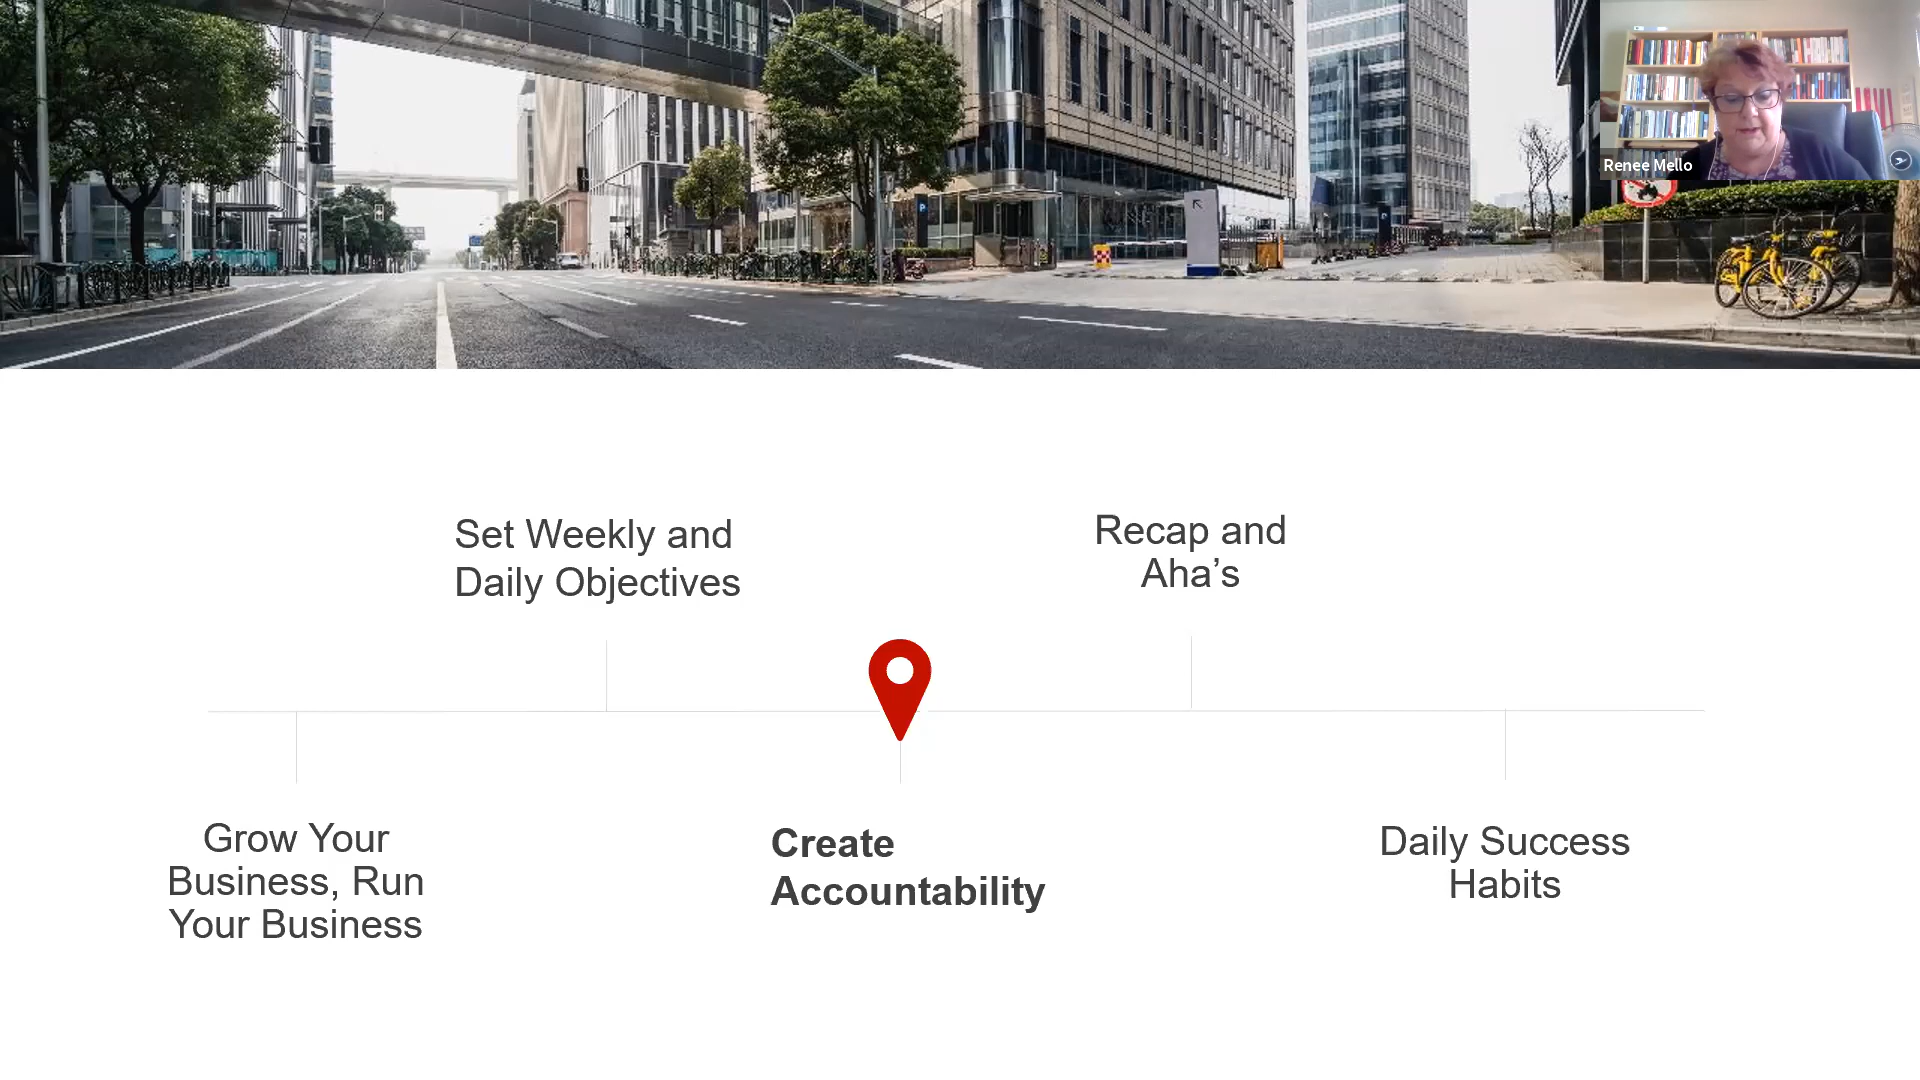 Renee Mello
P
Set Weekly and
Daily Objectives
Recap and
Aha’s
Grow Your
Business, Run
Your Business
Create
Accountability
Daily Success
Habits